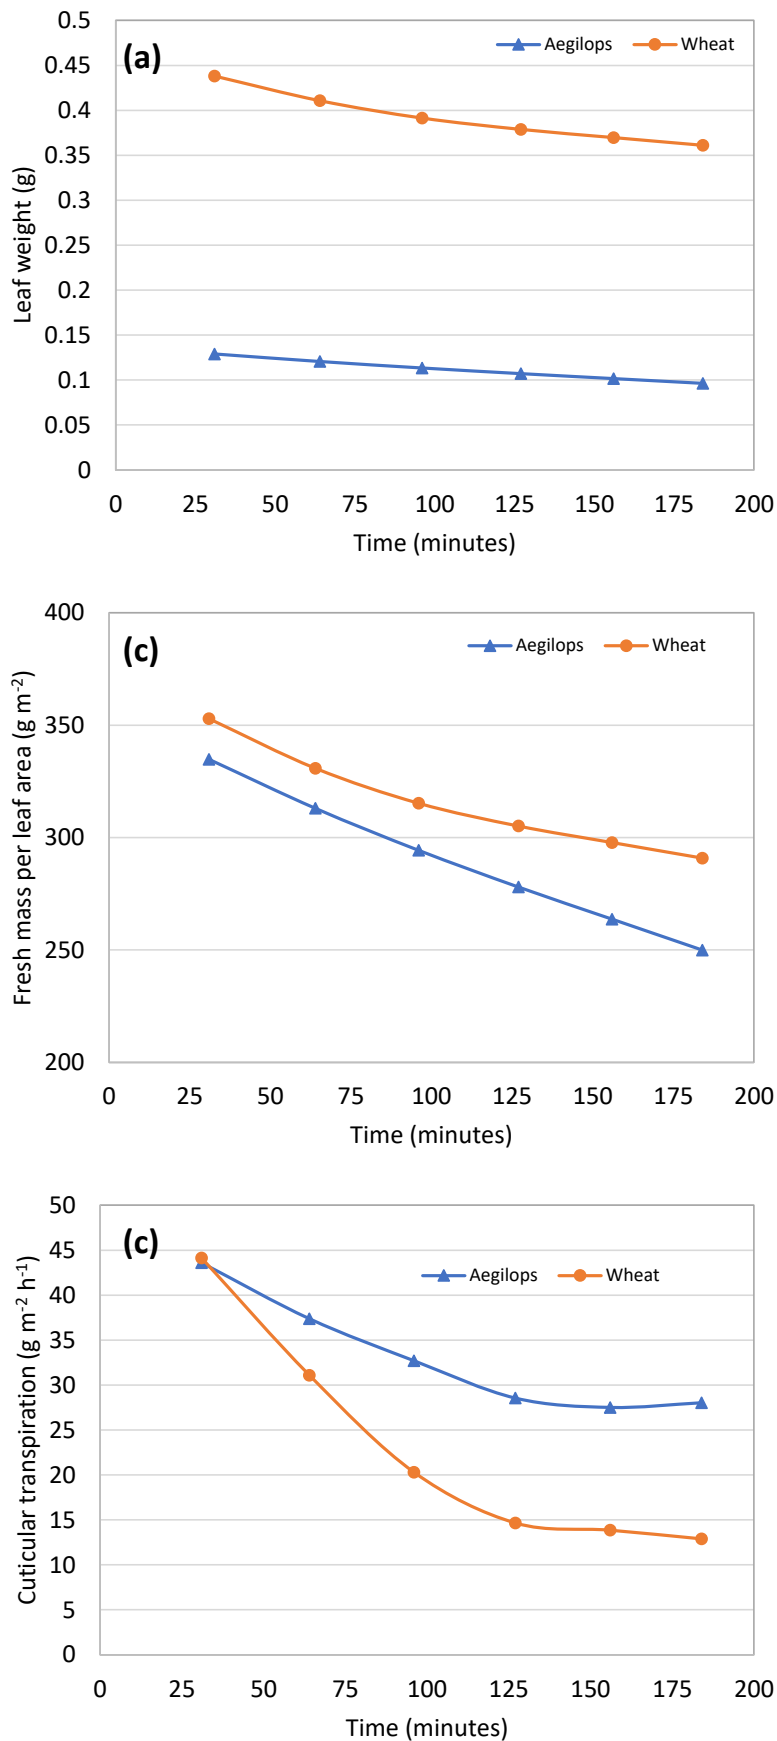 (a)
Aegilops Wheat
0.5
0.45
0.4
0.35
0.3
0.25
0.2
0.15
0.1
0.05
0
Leaf weight (g)
0 25 50 75 100 125 150 175 200
Time (minutes)
(c)
Aegilops Wheat
400
350
300
250
200
Fresh mass per leaf area (g m⁻²)
0 25 50 75 100 125 150 175 200
Time (minutes)
(c)
Aegilops Wheat
50
45
40
35
30
25
20
15
10
5
0
Cuticular transpiration (g m⁻² h⁻¹)
0 25 50 75 100 125 150 175 200
Time (minutes)